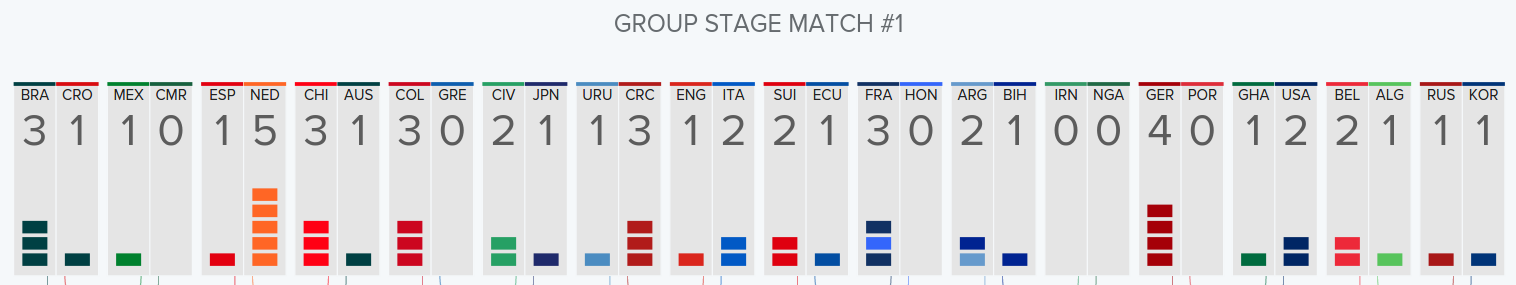 GROUP STAGE MATCH #1
BRA CRO MEX CMR ESP NED CHI AUS COL GRE CIV JPN URU CRC ENG ITA SUI ECU FRA HON ARG BIH IRN NGA GER POR GHA USA BEL ALG RUS KOR
3 1 1 0 1 5 3 1 3 0 2 1 1 3 1 2 2 1 3 0 2 1 0 0 4 0 1 2 2 1 1 1